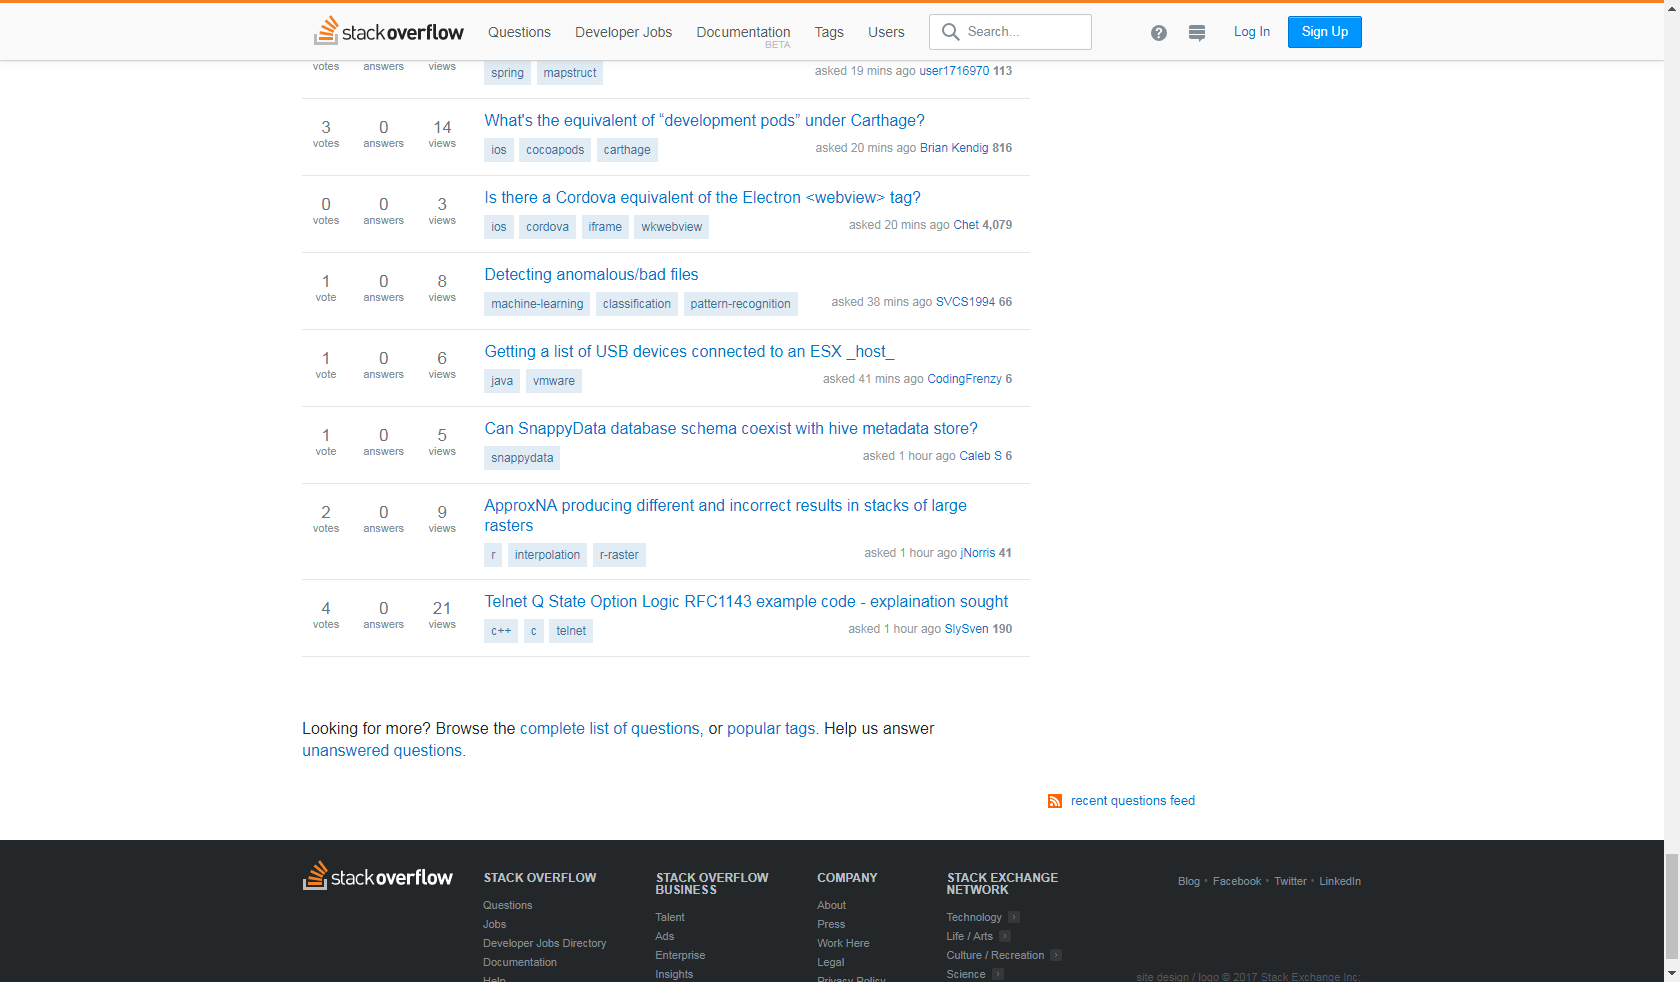 stackoverflow Questions Developer Jobs Documentation BETA Tags Users Search... Log In Sign Up
votes answers views
spring mapstruct asked 19 mins ago user1716970 113
3 votes 0 answers 14 views
What's the equivalent of “development pods” under Carthage?
ios cocoapods carthage asked 20 mins ago Brian Kendig 816
0 votes 0 answers 3 views
Is there a Cordova equivalent of the Electron <webview> tag?
ios cordova iframe wkwebview asked 20 mins ago Chet 4,079
1 vote 0 answers 8 views
Detecting anomalous/bad files
machine-learning classification pattern-recognition asked 38 mins ago SVCS1994 66
1 vote 0 answers 6 views
Getting a list of USB devices connected to an ESX _host_
java vmware asked 41 mins ago CodingFrenzy 6
1 vote 0 answers 5 views
Can SnappyData database schema coexist with hive metadata store?
snappydata asked 1 hour ago Caleb S 6
2 votes 0 answers 9 views
ApproxNA producing different and incorrect results in stacks of large
rasters
r interpolation r-raster asked 1 hour ago jNorris 41
4 votes 0 answers 21 views
Telnet Q State Option Logic RFC1143 example code - explaination sought
c++ c telnet asked 1 hour ago SlySven 190
Looking for more? Browse the complete list of questions, or popular tags. Help us answer
unanswered questions.
recent questions feed
stackoverflow
STACK OVERFLOW
Questions
Jobs
Developer Jobs Directory
Documentation
Help
STACK OVERFLOW
BUSINESS
Talent
Ads
Enterprise
Insights
COMPANY
About
Press
Work Here
Legal
Privacy Policy
STACK EXCHANGE
NETWORK
Technology
Life / Arts
Culture / Recreation
Science
Blog • Facebook • Twitter • LinkedIn
site design / logo © 2017 Stack Exchange Inc;